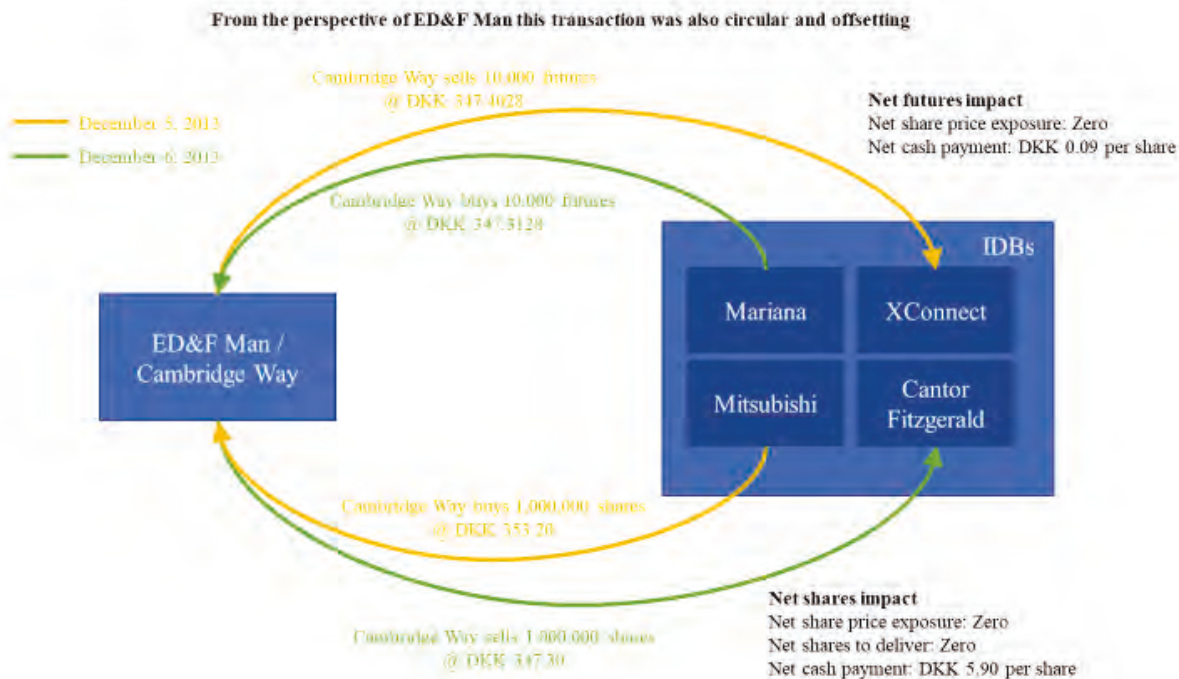 From the perspective of ED&F Man this transaction was also circular and offsetting
Cambridge Way sells 10,000 futures
@ DKK 347.4028
December 5, 2013
December 6, 2013
Net futures impact
Net share price exposure: Zero
Net cash payment: DKK 0.09 per share
Cambridge Way buys 10,000 futures
@ DKK 347.3128
IDBs
Mariana
XConnect
ED&F Man /
Cambridge Way
Mitsubishi
Cantor
Fitzgerald
Cambridge Way buys 1,000,000 shares
@ DKK 353.20
Cambridge Way sells 1,000,000 shares
@ DKK 347.30
Net shares impact
Net share price exposure: Zero
Net shares to deliver: Zero
Net cash payment: DKK 5.90 per share